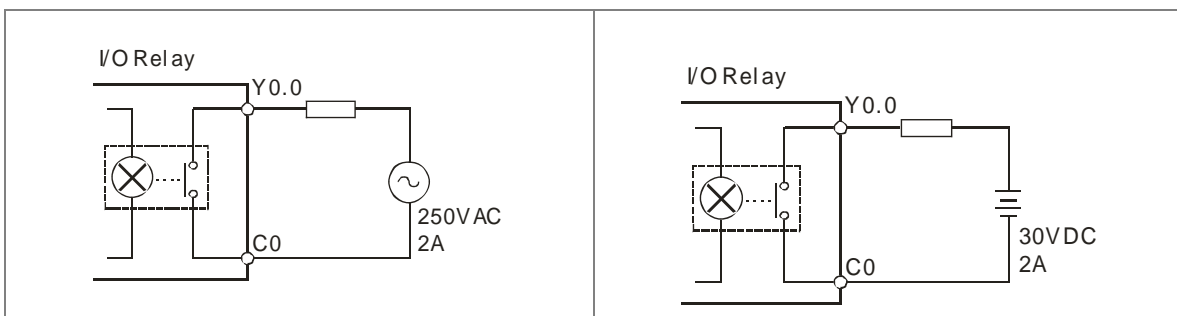 I/O Relay
Y0.0
250VAC
2A
C0
I/O Relay
Y0.0
30VDC
2A
C0